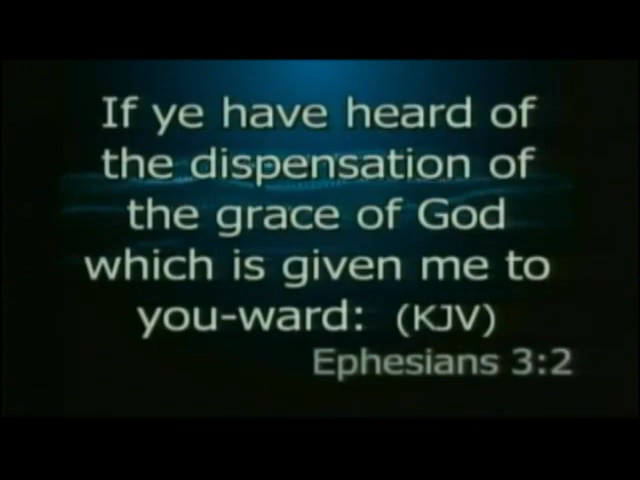 If ye have heard of
the dispensation of
the grace of God
which is given me to
you-ward: (KJV)
Ephesians 3:2